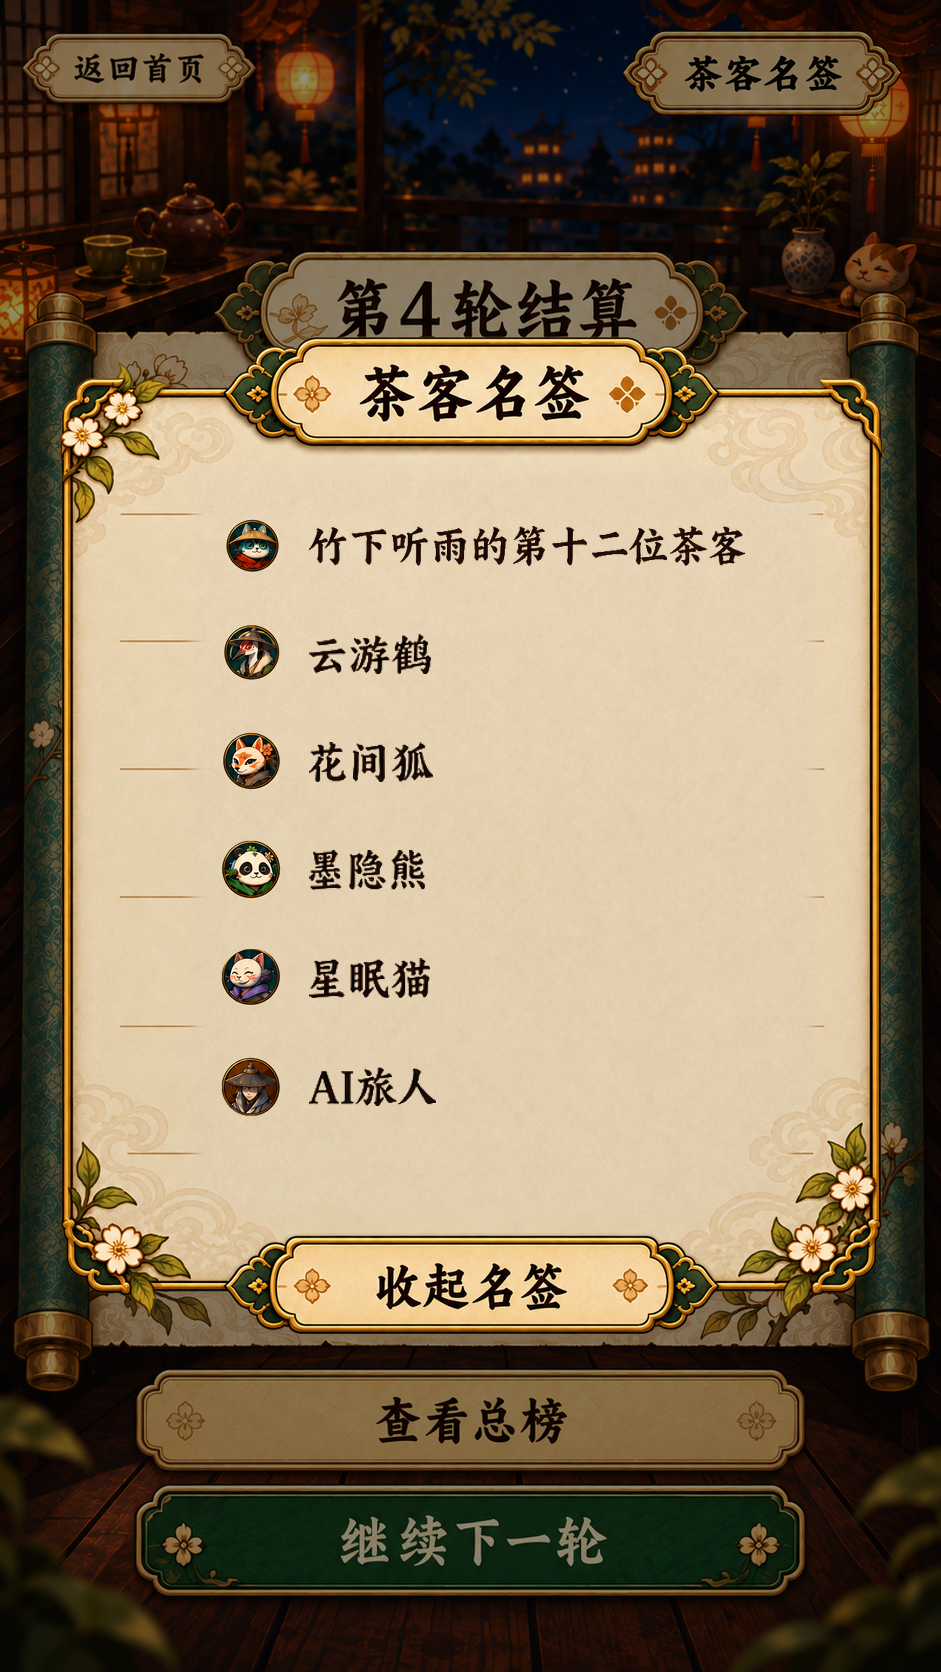 返回首页
茶客名签
第4轮结算
茶客名签
竹下听雨的第十二位茶客
云游鹤
花间狐
墨隐熊
星眠猫
AI旅人
收起名签
查看总榜
继续下一轮